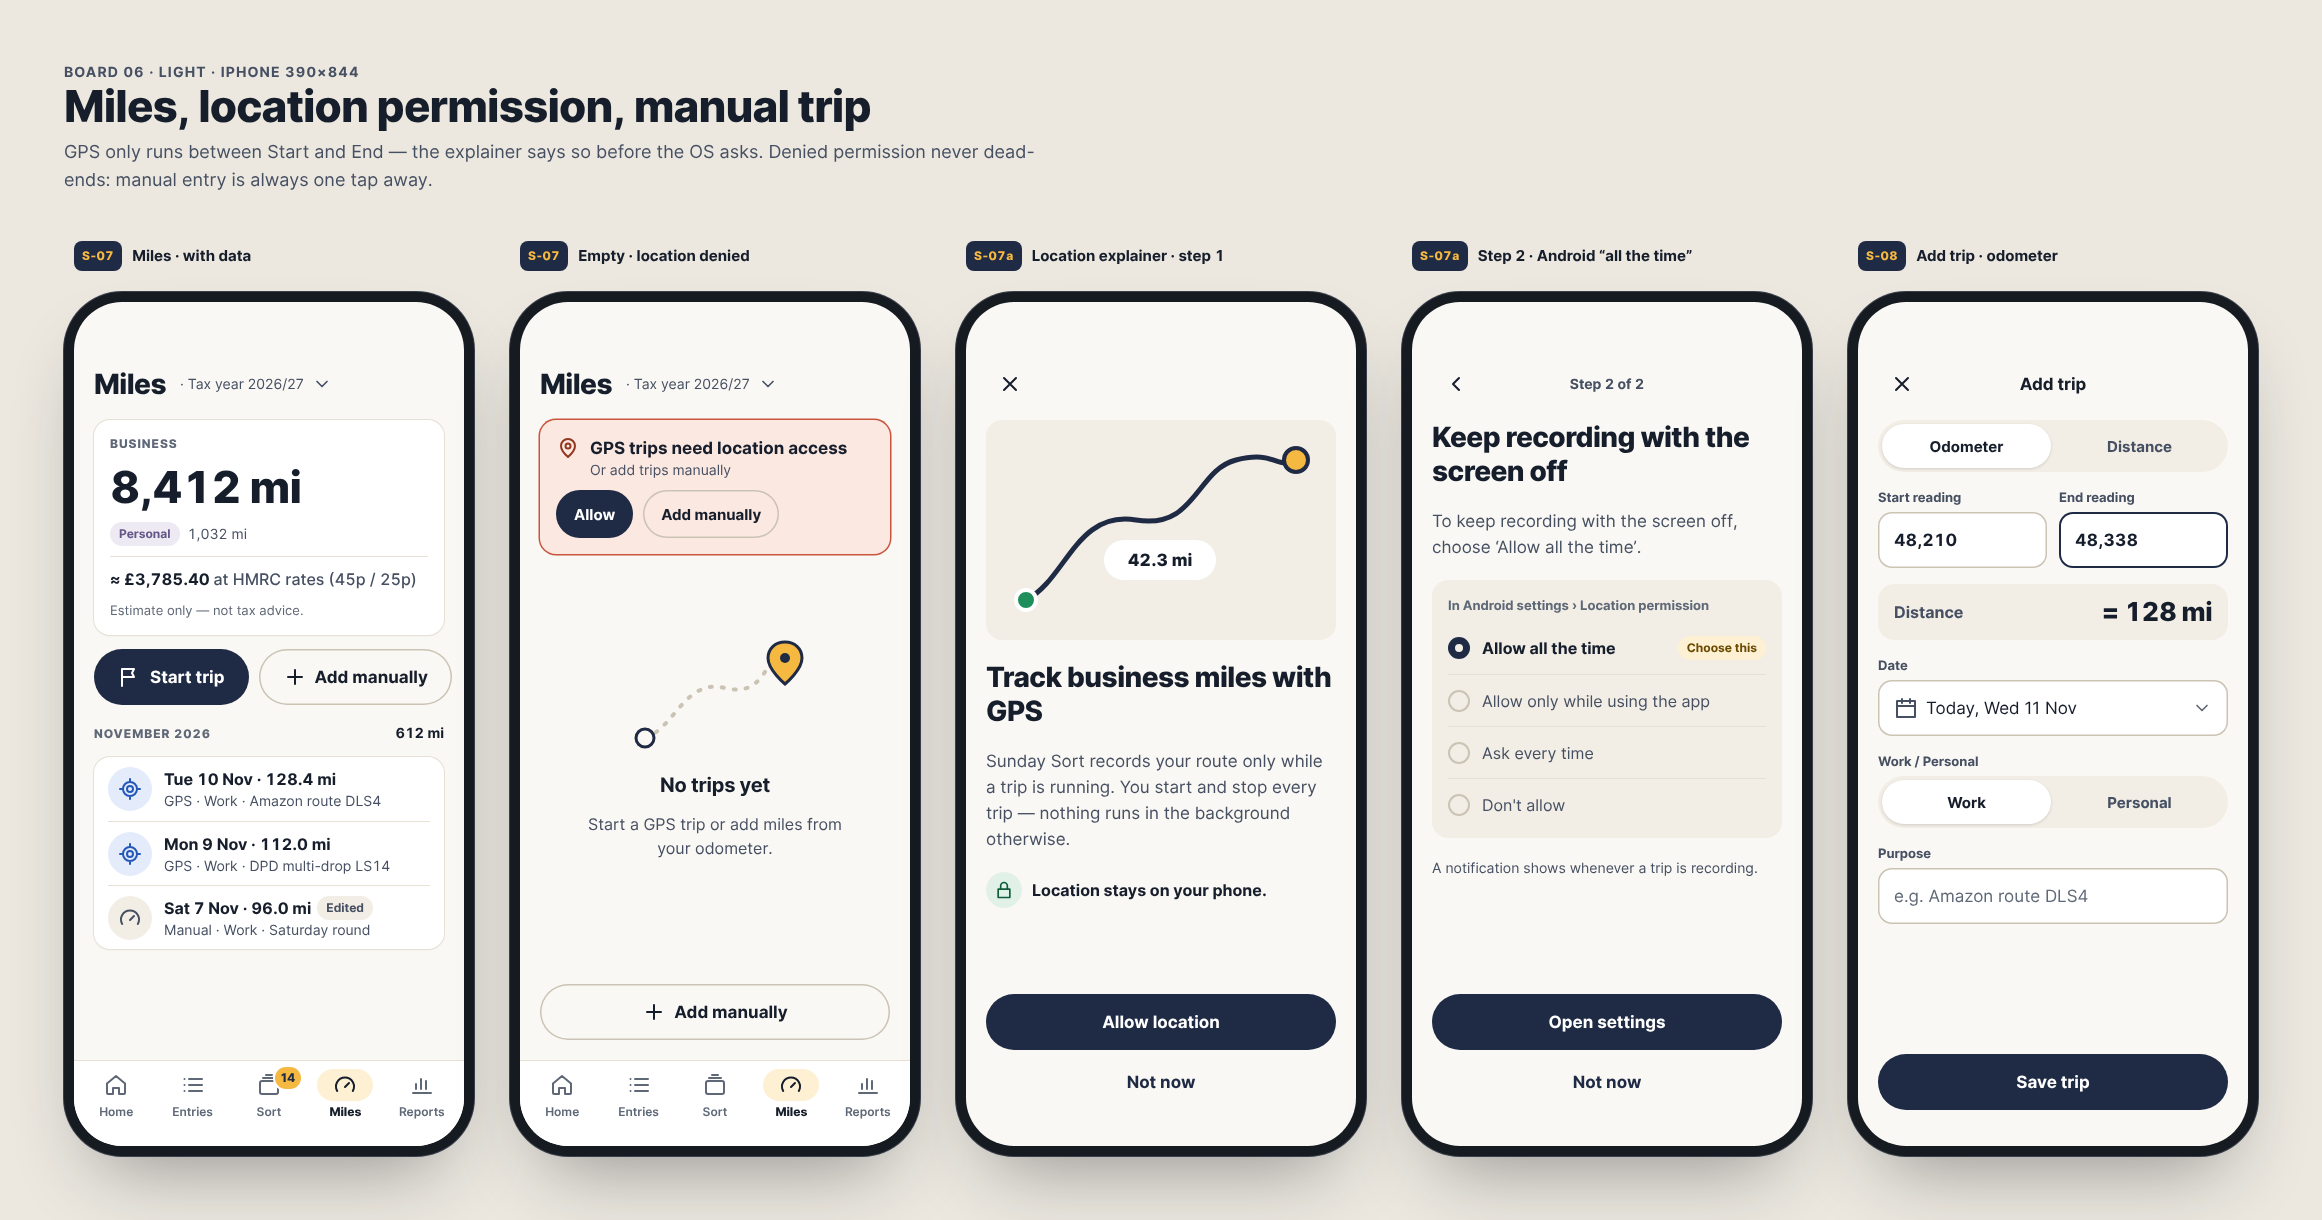 BOARD 06 · LIGHT · IPHONE 390×844
Miles, location permission, manual trip
GPS only runs between Start and End — the explainer says so before the OS asks. Denied permission never dead-
ends: manual entry is always one tap away.
S-07 Miles · with data
Miles · Tax year 2026/27
BUSINESS
8,412 mi
Personal 1,032 mi
≈ £3,785.40 at HMRC rates (45p / 25p)
Estimate only — not tax advice.
Start trip
Add manually
NOVEMBER 2026 612 mi
Tue 10 Nov · 128.4 mi
GPS · Work · Amazon route DLS4
Mon 9 Nov · 112.0 mi
GPS · Work · DPD multi-drop LS14
Sat 7 Nov · 96.0 mi Edited
Manual · Work · Saturday round
14
Home Entries Sort Miles Reports
S-07 Empty · location denied
Miles · Tax year 2026/27
GPS trips need location access
Or add trips manually
Allow
Add manually
No trips yet
Start a GPS trip or add miles from
your odometer.
Add manually
Home Entries Sort Miles Reports
S-07a Location explainer · step 1
42.3 mi
Track business miles with
GPS
Sunday Sort records your route only while
a trip is running. You start and stop every
trip — nothing runs in the background
otherwise.
Location stays on your phone.
Allow location
Not now
S-07a Step 2 · Android “all the time”
Step 2 of 2
Keep recording with the
screen off
To keep recording with the screen off,
choose ‘Allow all the time’.
In Android settings › Location permission
Allow all the time Choose this
Allow only while using the app
Ask every time
Don't allow
A notification shows whenever a trip is recording.
Open settings
Not now
S-08 Add trip · odometer
Add trip
Odometer Distance
Start reading End reading
48,210 48,338
Distance = 128 mi
Date
Today, Wed 11 Nov
Work / Personal
Work Personal
Purpose
e.g. Amazon route DLS4
Save trip